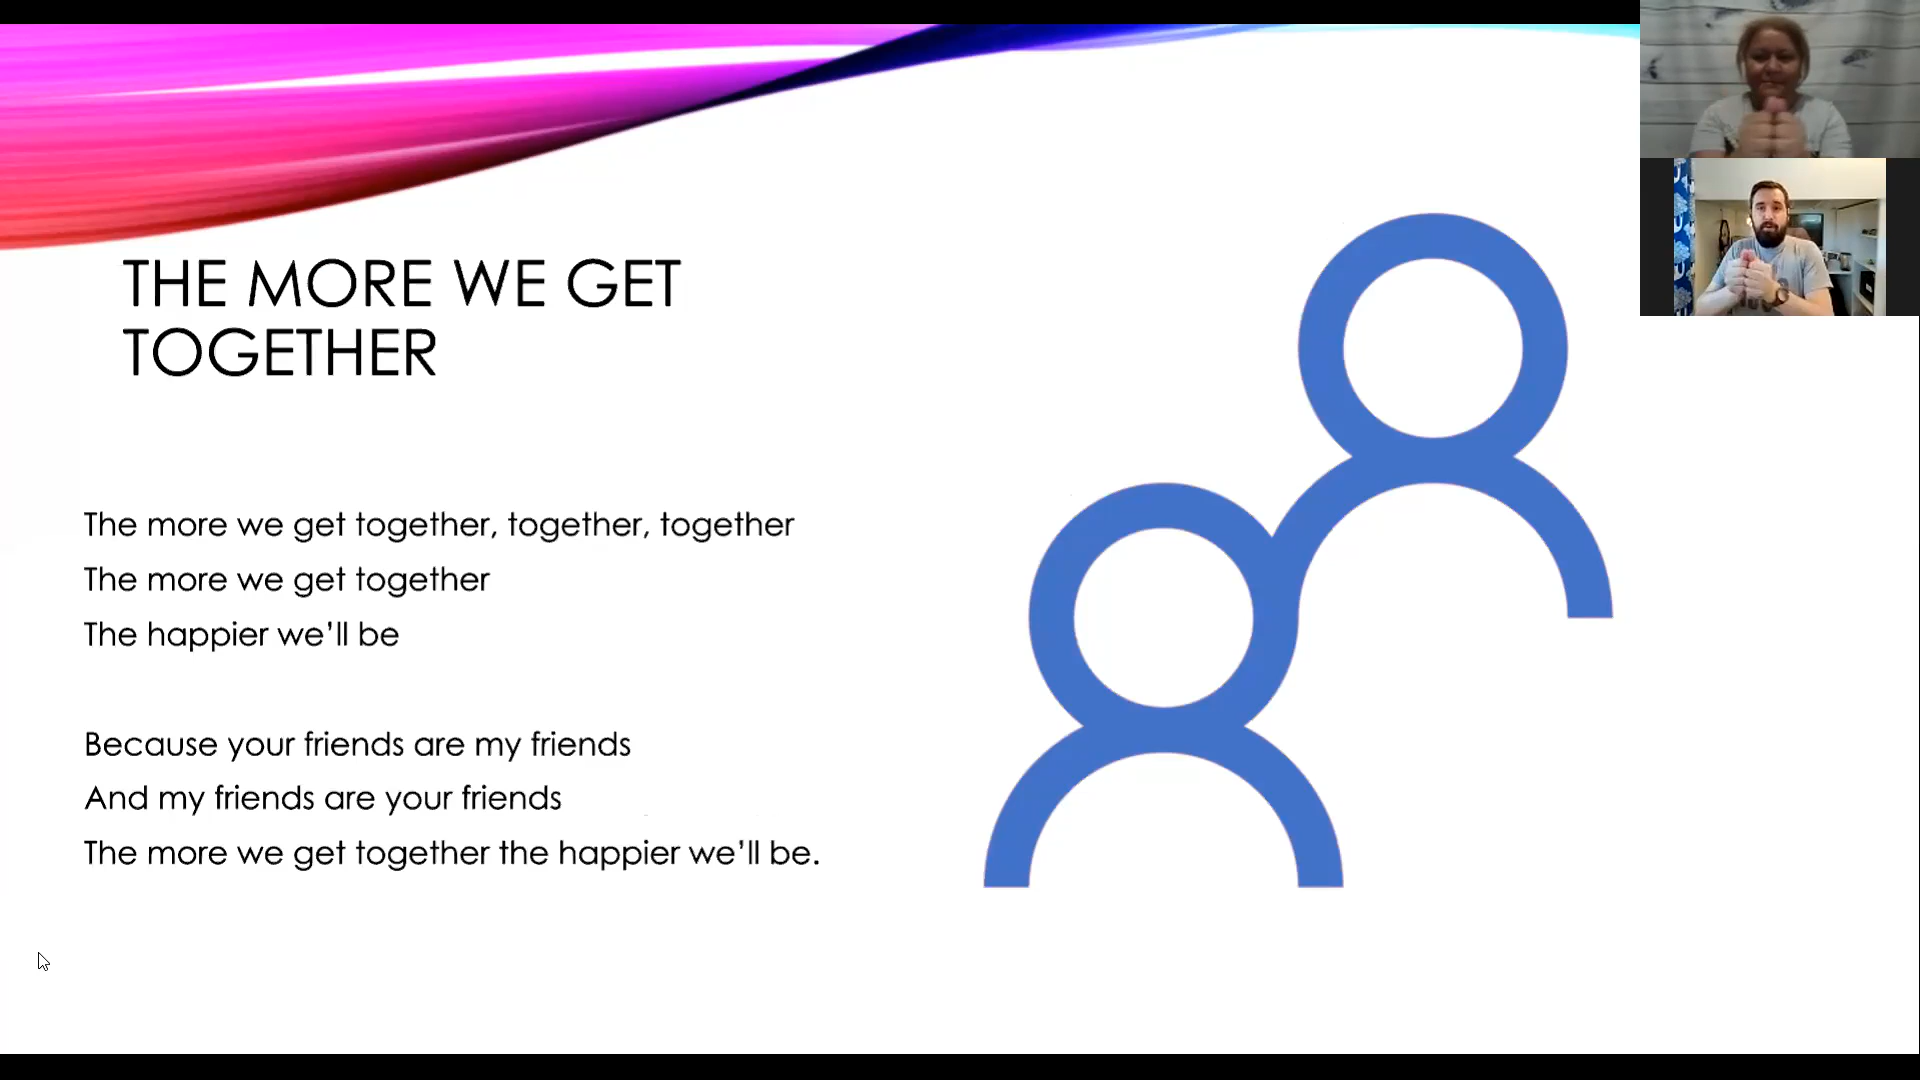 THE MORE WE GET
TOGETHER
The more we get together, together, together
The more we get together
The happier we’ll be
Because your friends are my friends
And my friends are your friends
The more we get together the happier we’ll be.